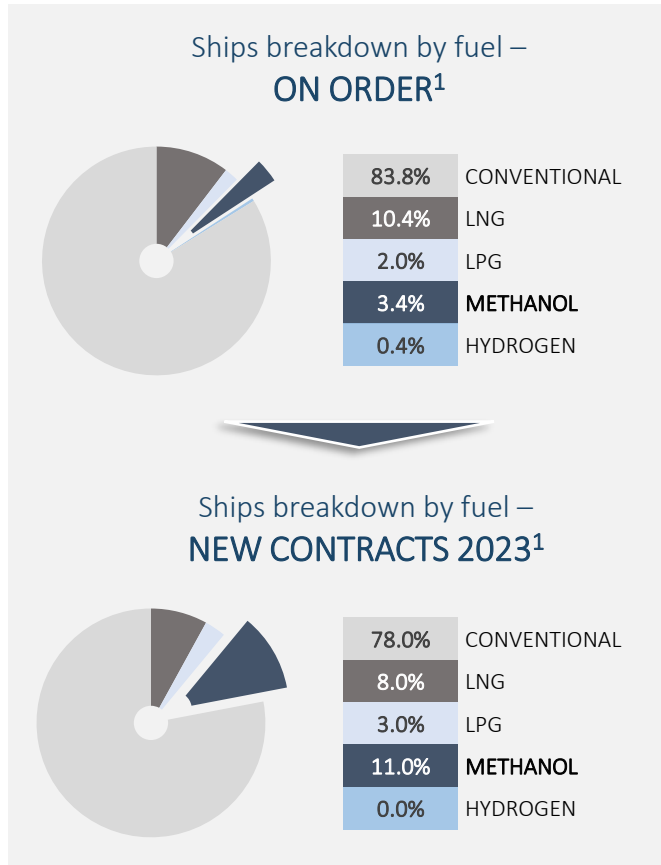 Ships breakdown by fuel –
ON ORDER¹
83.8% CONVENTIONAL
10.4% LNG
2.0% LPG
3.4% METHANOL
0.4% HYDROGEN
Ships breakdown by fuel –
NEW CONTRACTS 2023¹
78.0% CONVENTIONAL
8.0% LNG
3.0% LPG
11.0% METHANOL
0.0% HYDROGEN